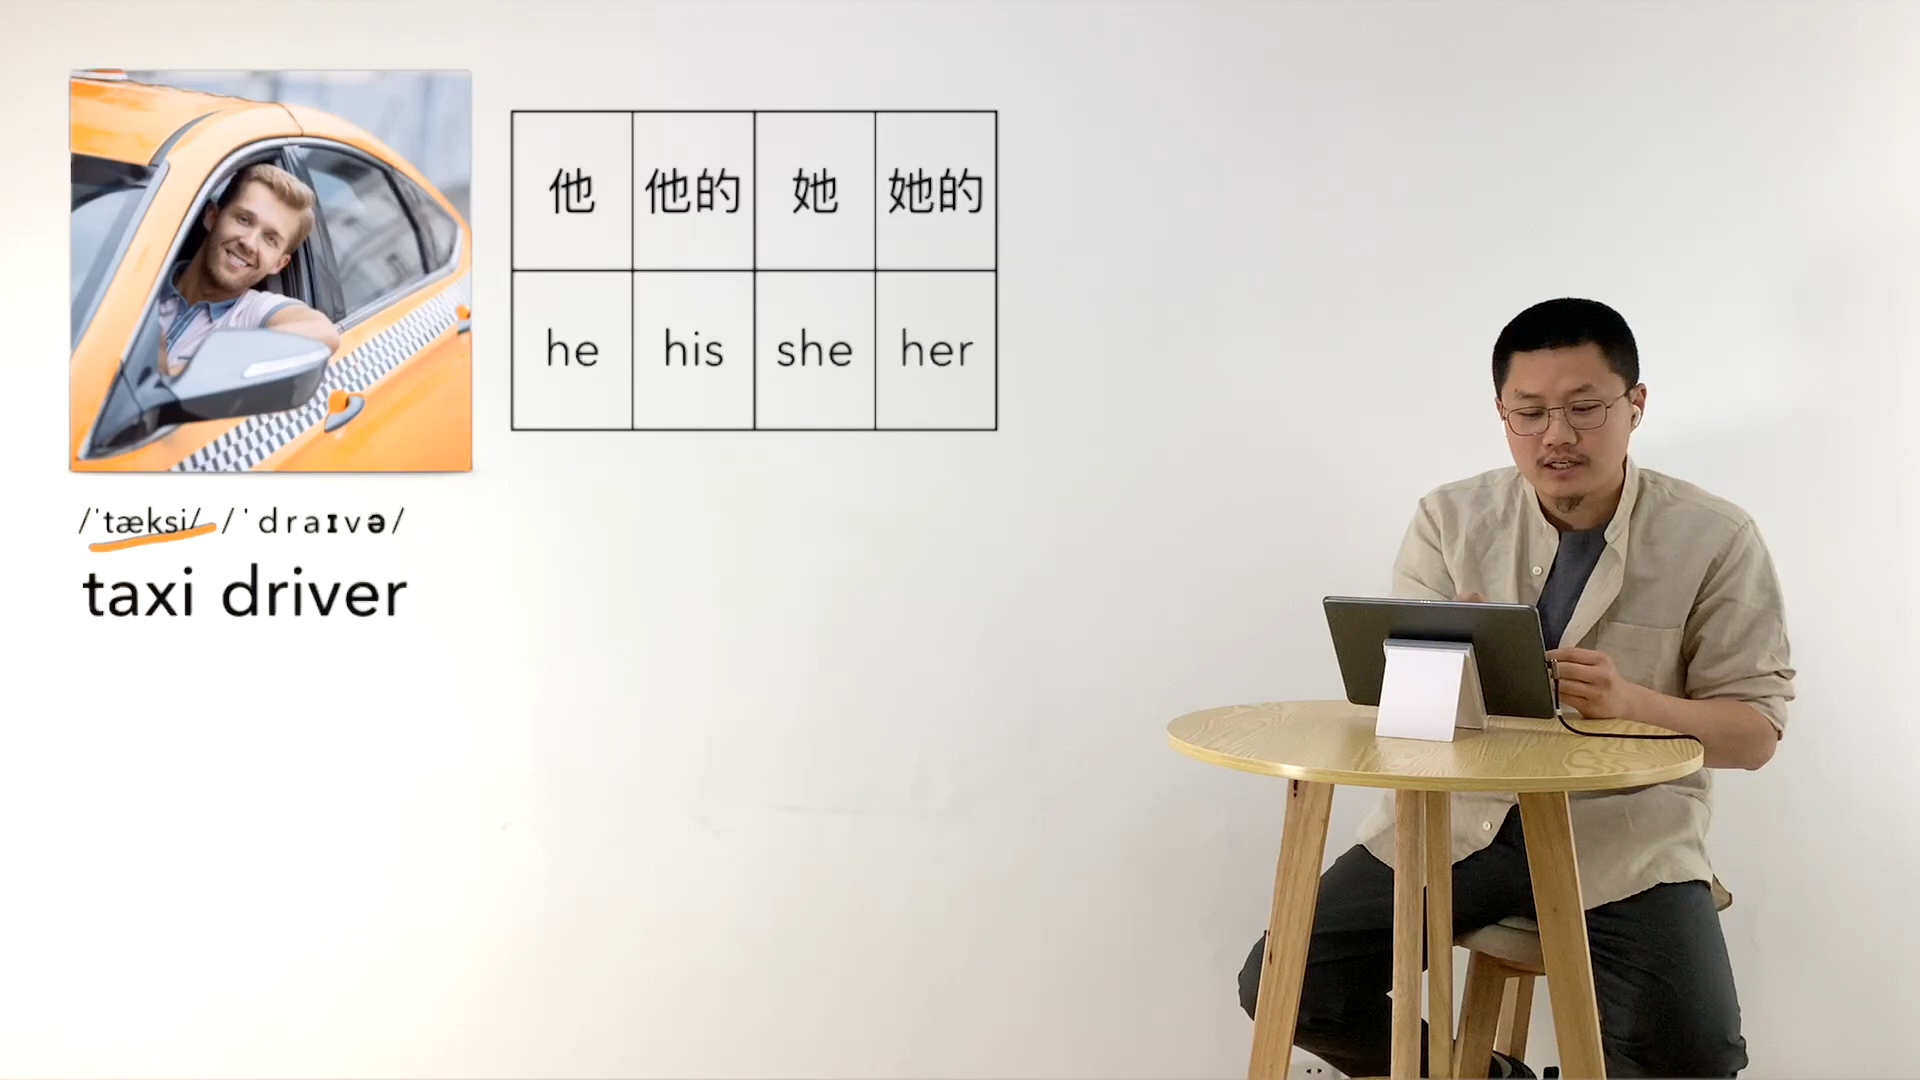 他 他的 她 她的
he his she her
/ˈtæksi/ /ˈdraɪvə/
taxi driver